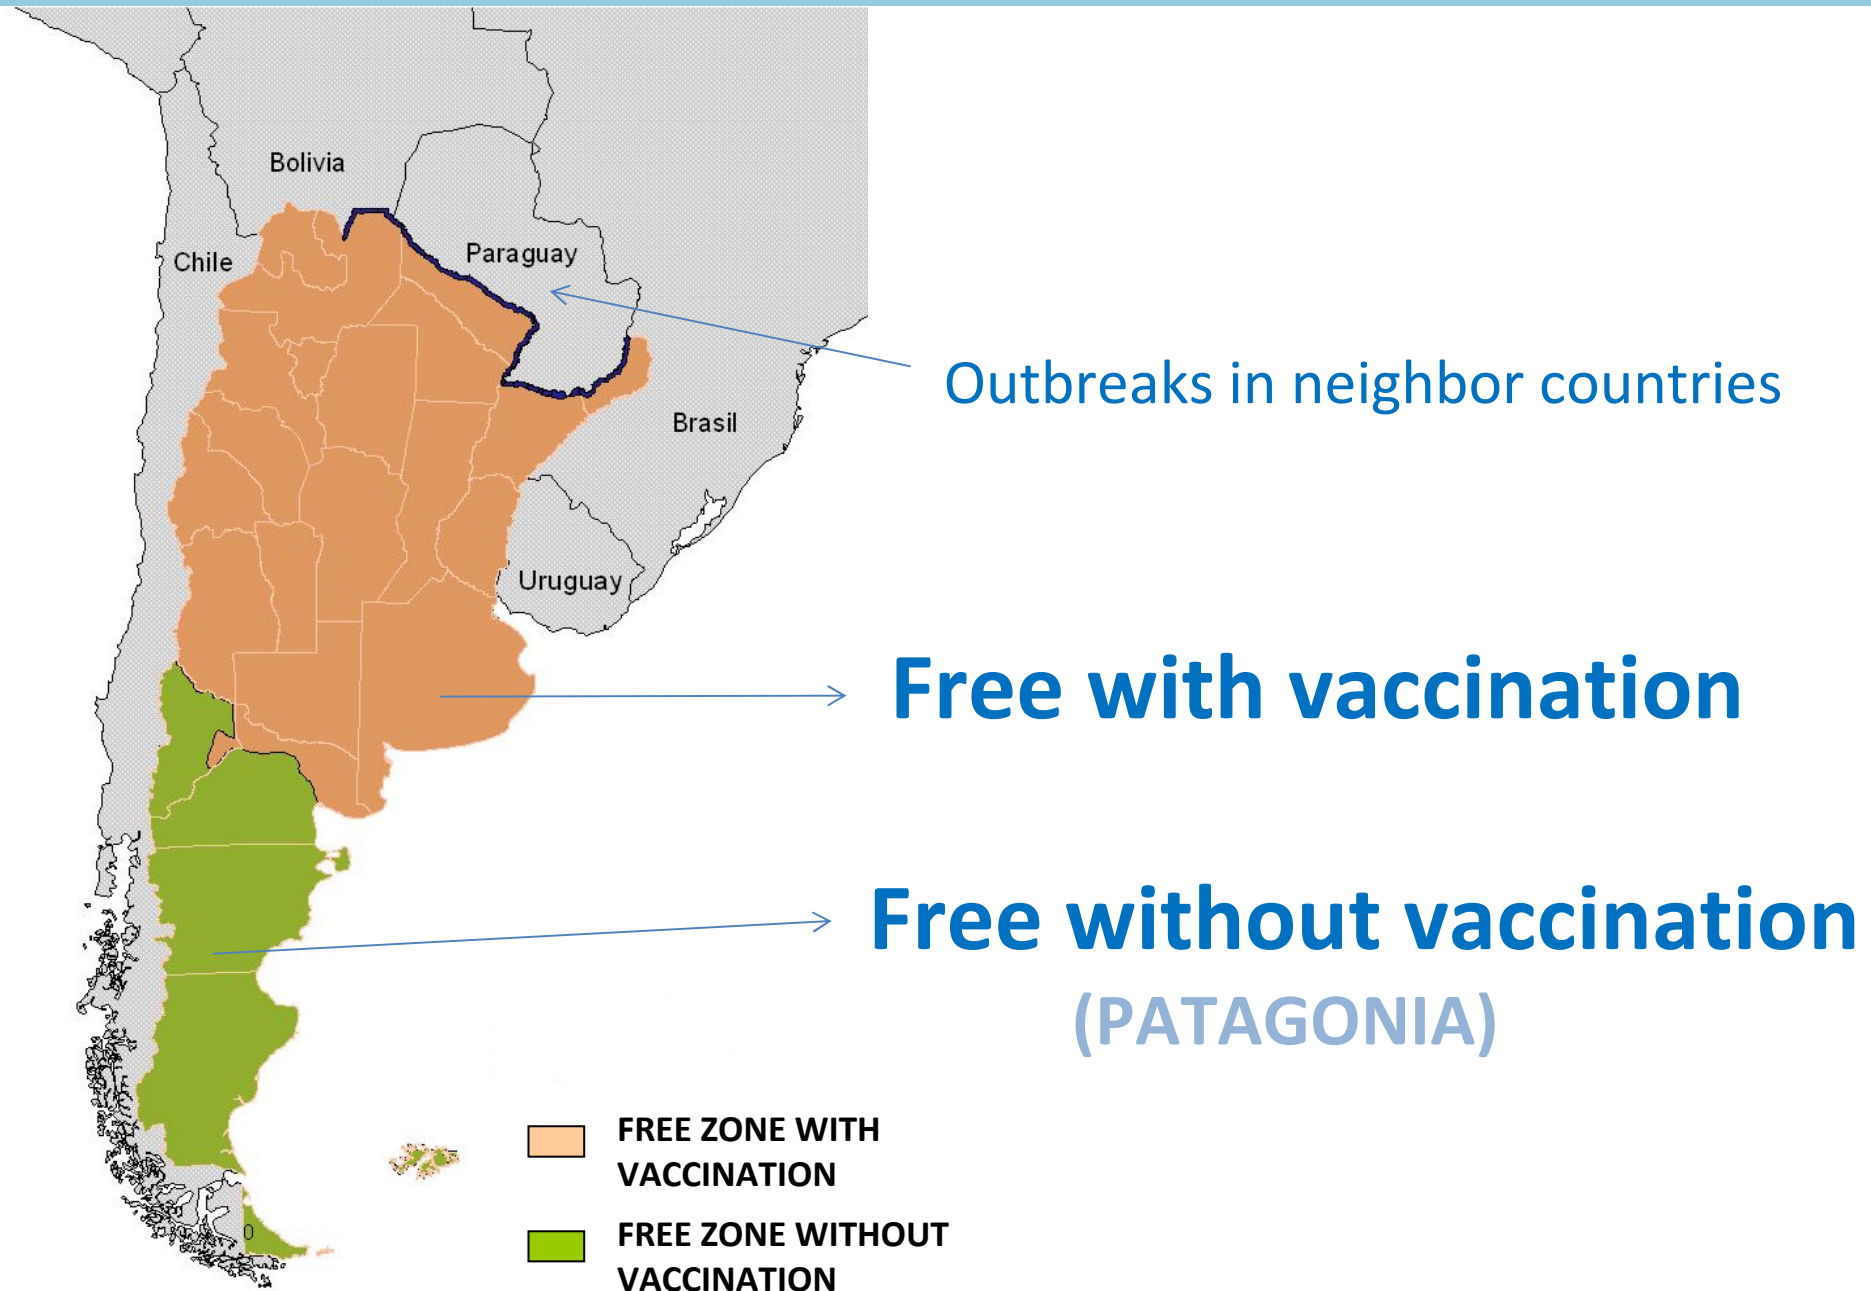 Bolivia
Paraguay
Chile
Outbreaks in neighbor countries
Brasil
Uruguay
Free with vaccination
Free without vaccination
(PATAGONIA)
FREE ZONE WITH
VACCINATION
FREE ZONE WITHOUT
VACCINATION
0